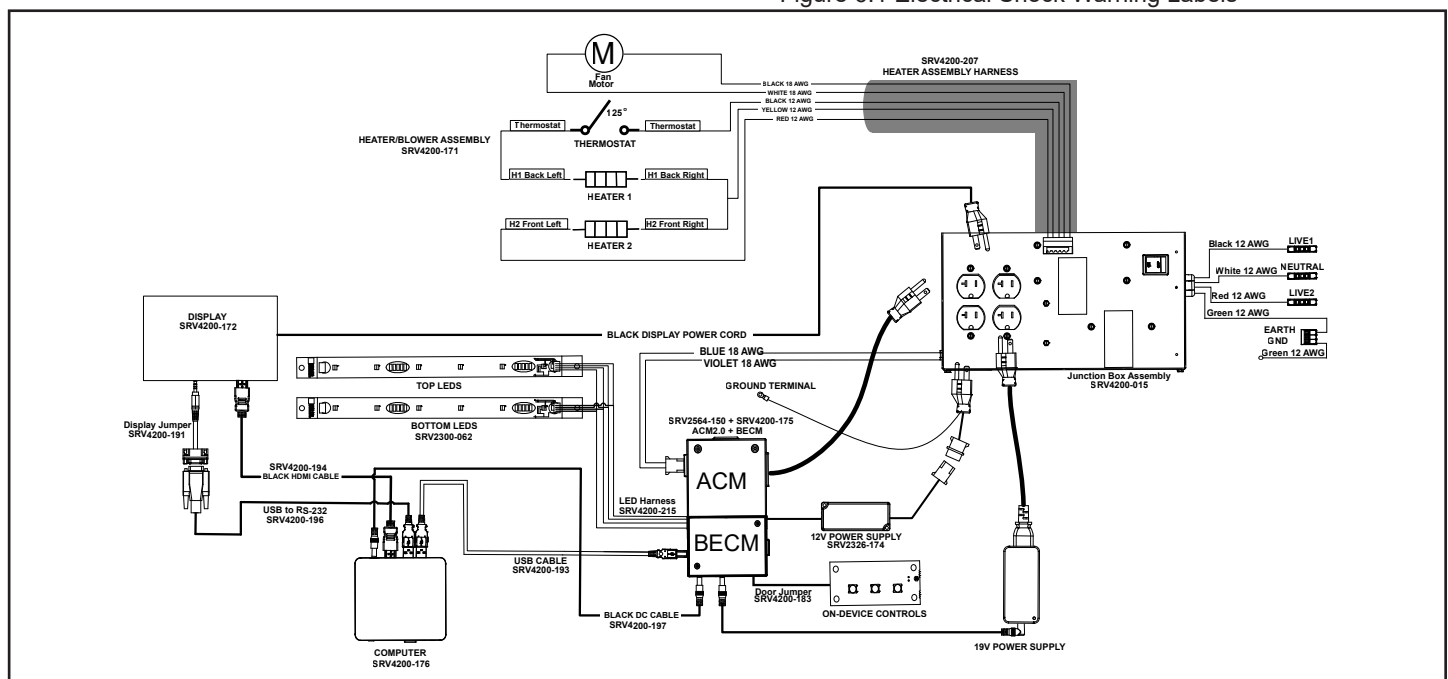 Figure 6.1 Electrical Shock Warning Labels
M
Fan
Motor
BLACK 18 AWG
WHITE 18 AWG
BLACK 12 AWG
YELLOW 12 AWG
RED 12 AWG
SRV4200-207
HEATER ASSEMBLY HARNESS
125°
Thermostat
Thermostat
THERMOSTAT
HEATER/BLOWER ASSEMBLY
SRV4200-171
H1 Back Left
H1 Back Right
HEATER 1
H2 Front Left
H2 Front Right
HEATER 2
Black 12 AWG
LIVE1
White 12 AWG
NEUTRAL
Red 12 AWG
LIVE2
Green 12 AWG
EARTH
GND
Green 12 AWG
Junction Box Assembly
SRV4200-015
DISPLAY
SRV4200-172
BLACK DISPLAY POWER CORD
BLUE 18 AWG
VIOLET 18 AWG
GROUND TERMINAL
TOP LEDS
BOTTOM LEDS
SRV2300-062
SRV2564-150 + SRV4200-175
ACM2.0 + BECM
Display Jumper
SRV4200-191
SRV4200-194
BLACK HDMI CABLE
USB to RS-232
SRV4200-196
LED Harness
SRV4200-215
ACM
BECM
12V POWER SUPPLY
SRV2326-174
USB CABLE
SRV4200-193
Door Jumper
SRV4200-183
ON-DEVICE CONTROLS
BLACK DC CABLE
SRV4200-197
COMPUTER
SRV4200-176
19V POWER SUPPLY